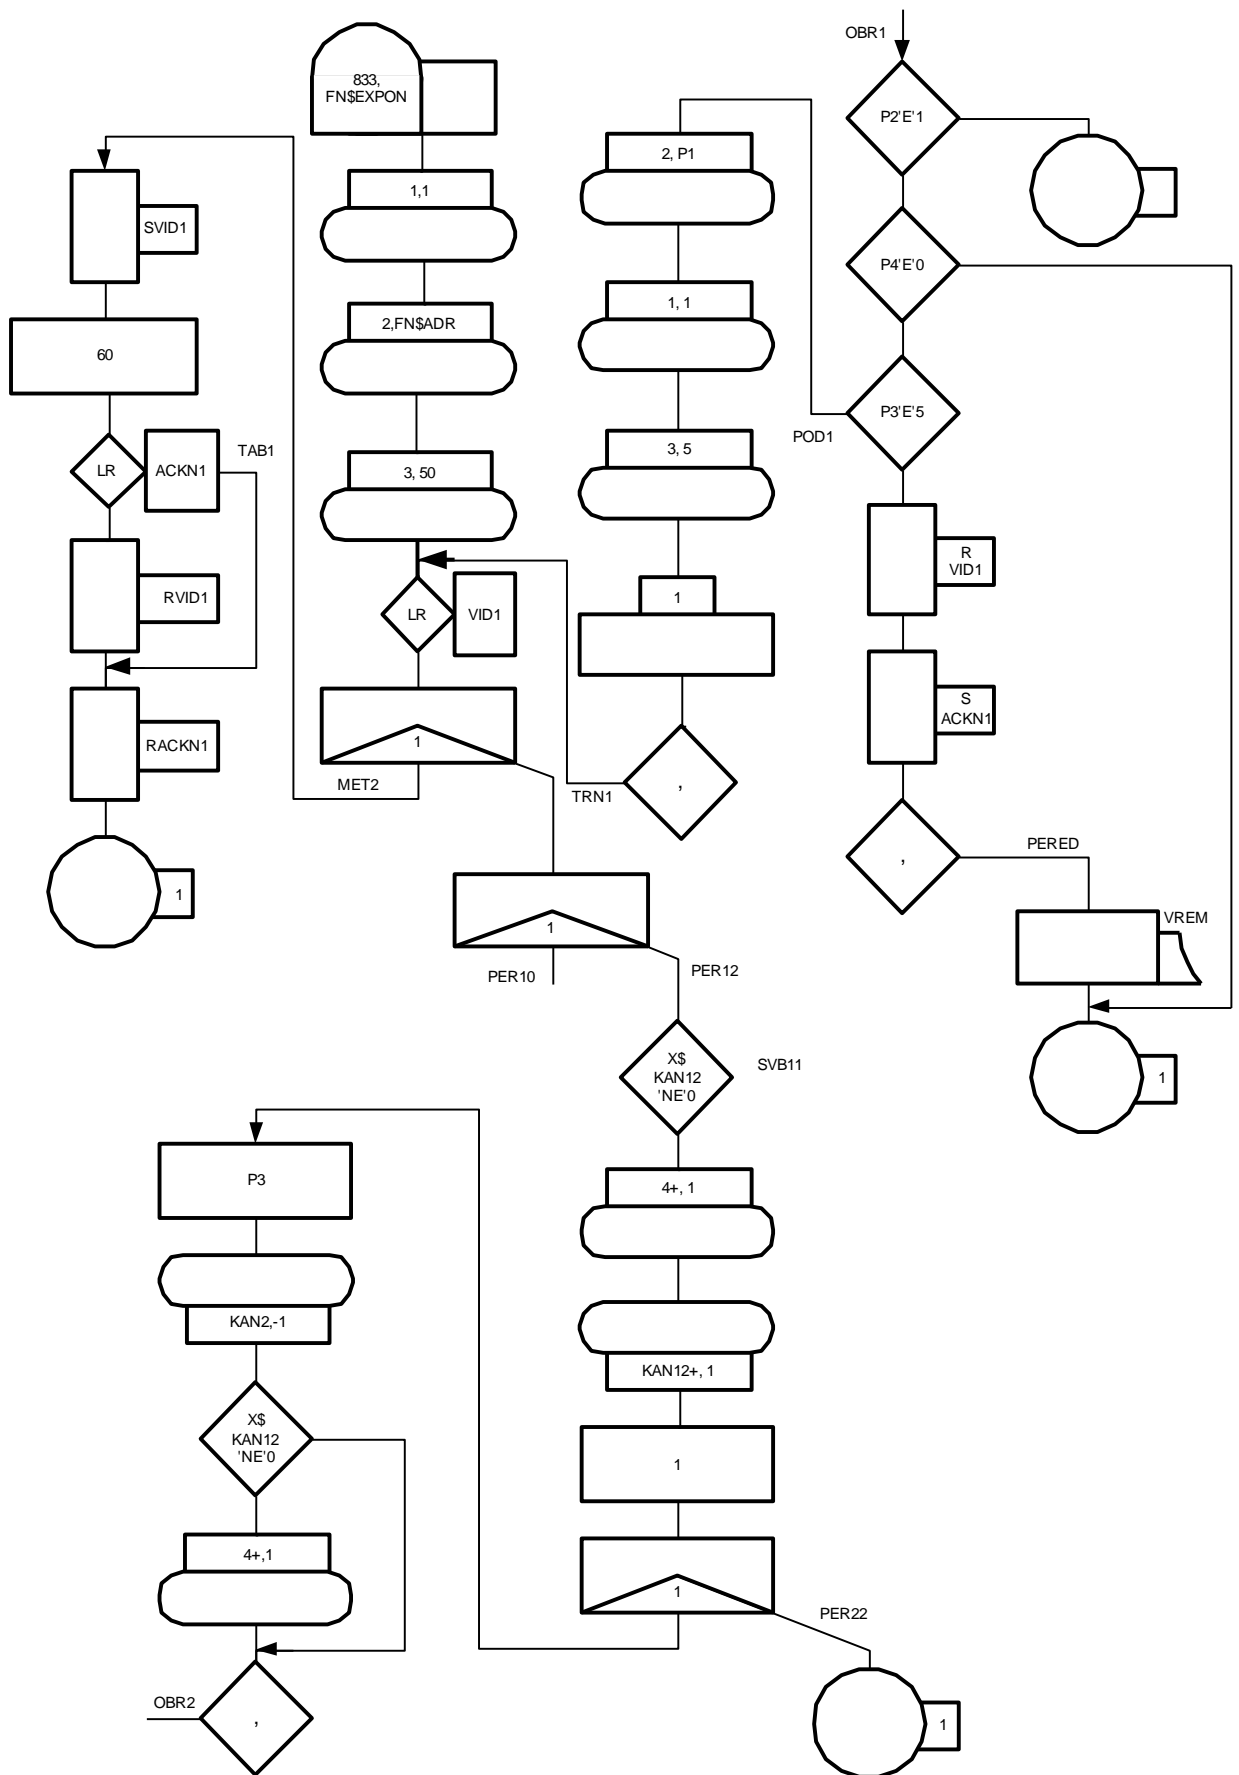 OBR1
833,
FN$EXPON
P2'E'1
2, P1
1,1
SVID1
P4'E'0
1, 1
2,FN$ADR
60
P3'E'5
POD1
3, 5
TAB1
LR
ACKN1
3, 50
R
VID1
1
RVID1
LR
VID1
S
ACKN1
RACKN1
1
MET2
TRN1
,
PERED
,
1
1
VREM
PER10
PER12
X$
KAN12
'NE'0
SVB11
1
P3
4+, 1
KAN2,-1
KAN12+, 1
X$
KAN12
'NE'0
1
4+,1
1
PER22
OBR2
,
1